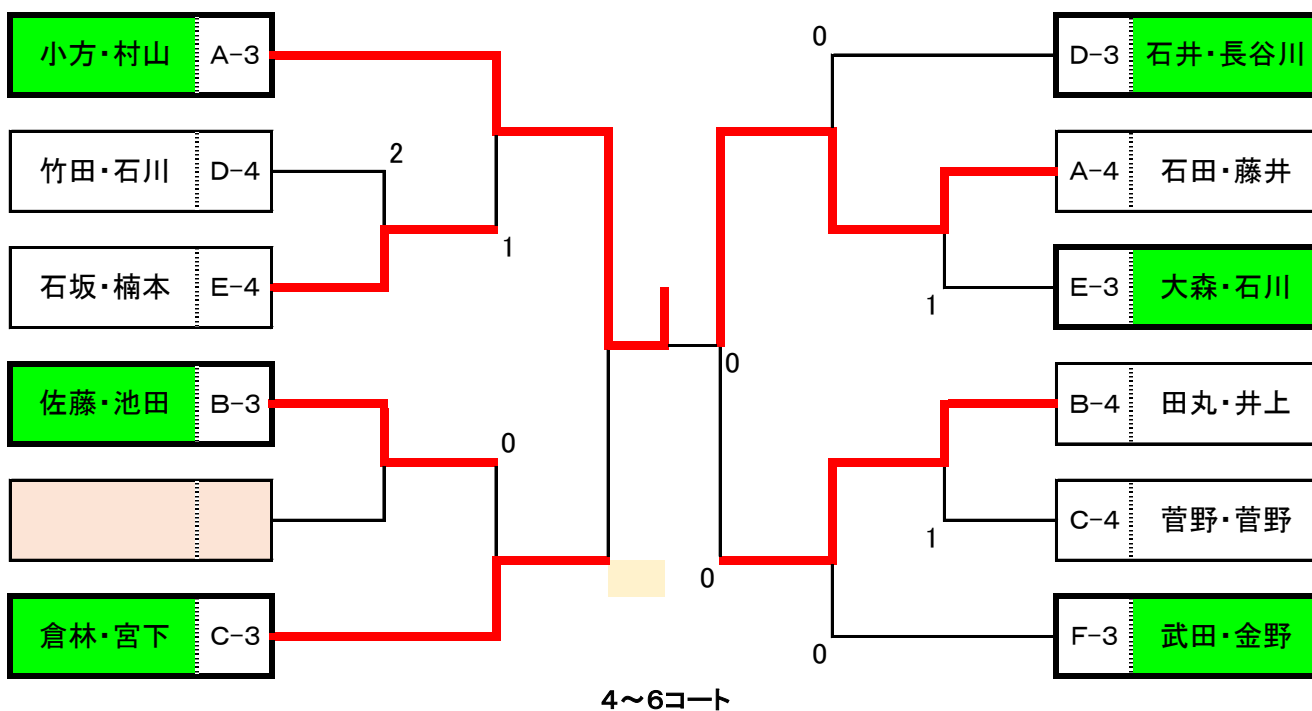 小方・村山 A-3
竹田・石川 D-4
2
石坂・楠本 E-4
1
佐藤・池田 B-3
0
倉林・宮下 C-3
0
D-3 石井・長谷川
A-4 石田・藤井
E-3 大森・石川
1
0
B-4 田丸・井上
C-4 菅野・菅野
1
0
F-3 武田・金野
0
4～6コート